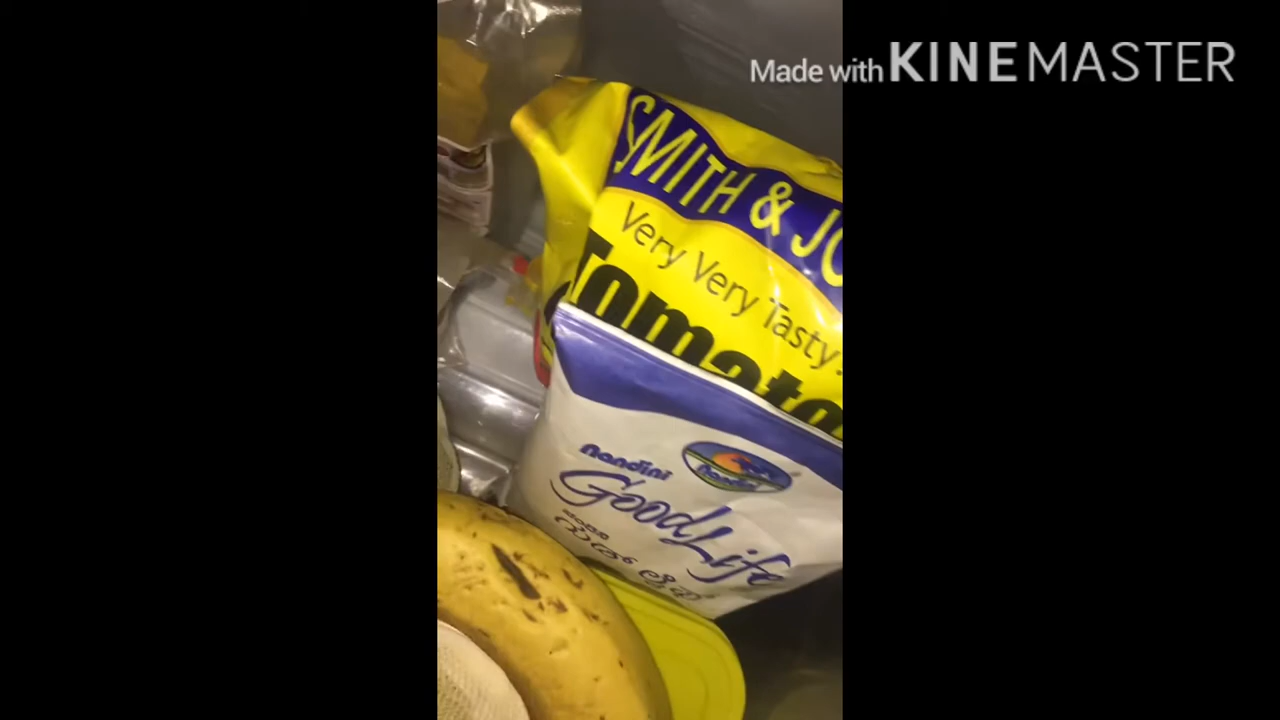 Made with KINEMASTER
SMITH & JO
Very Very Tasty
Tomato
nandini
GoodLife